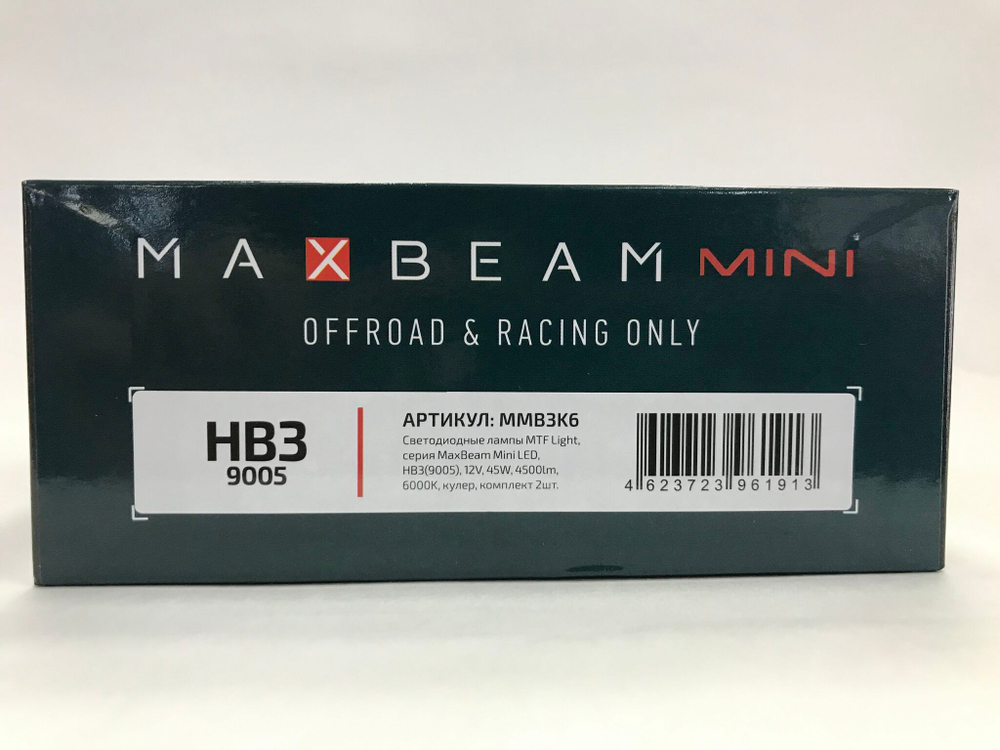 MAXBEAM MINI
OFFROAD & RACING ONLY
HB3
9005
АРТИКУЛ: MMB3K6
Светодиодные лампы MTF Light,
серия MaxBeam Mini LED,
HB3(9005), 12V, 45W, 4500lm,
6000K, кулер, комплект 2шт.
4 623723 961913